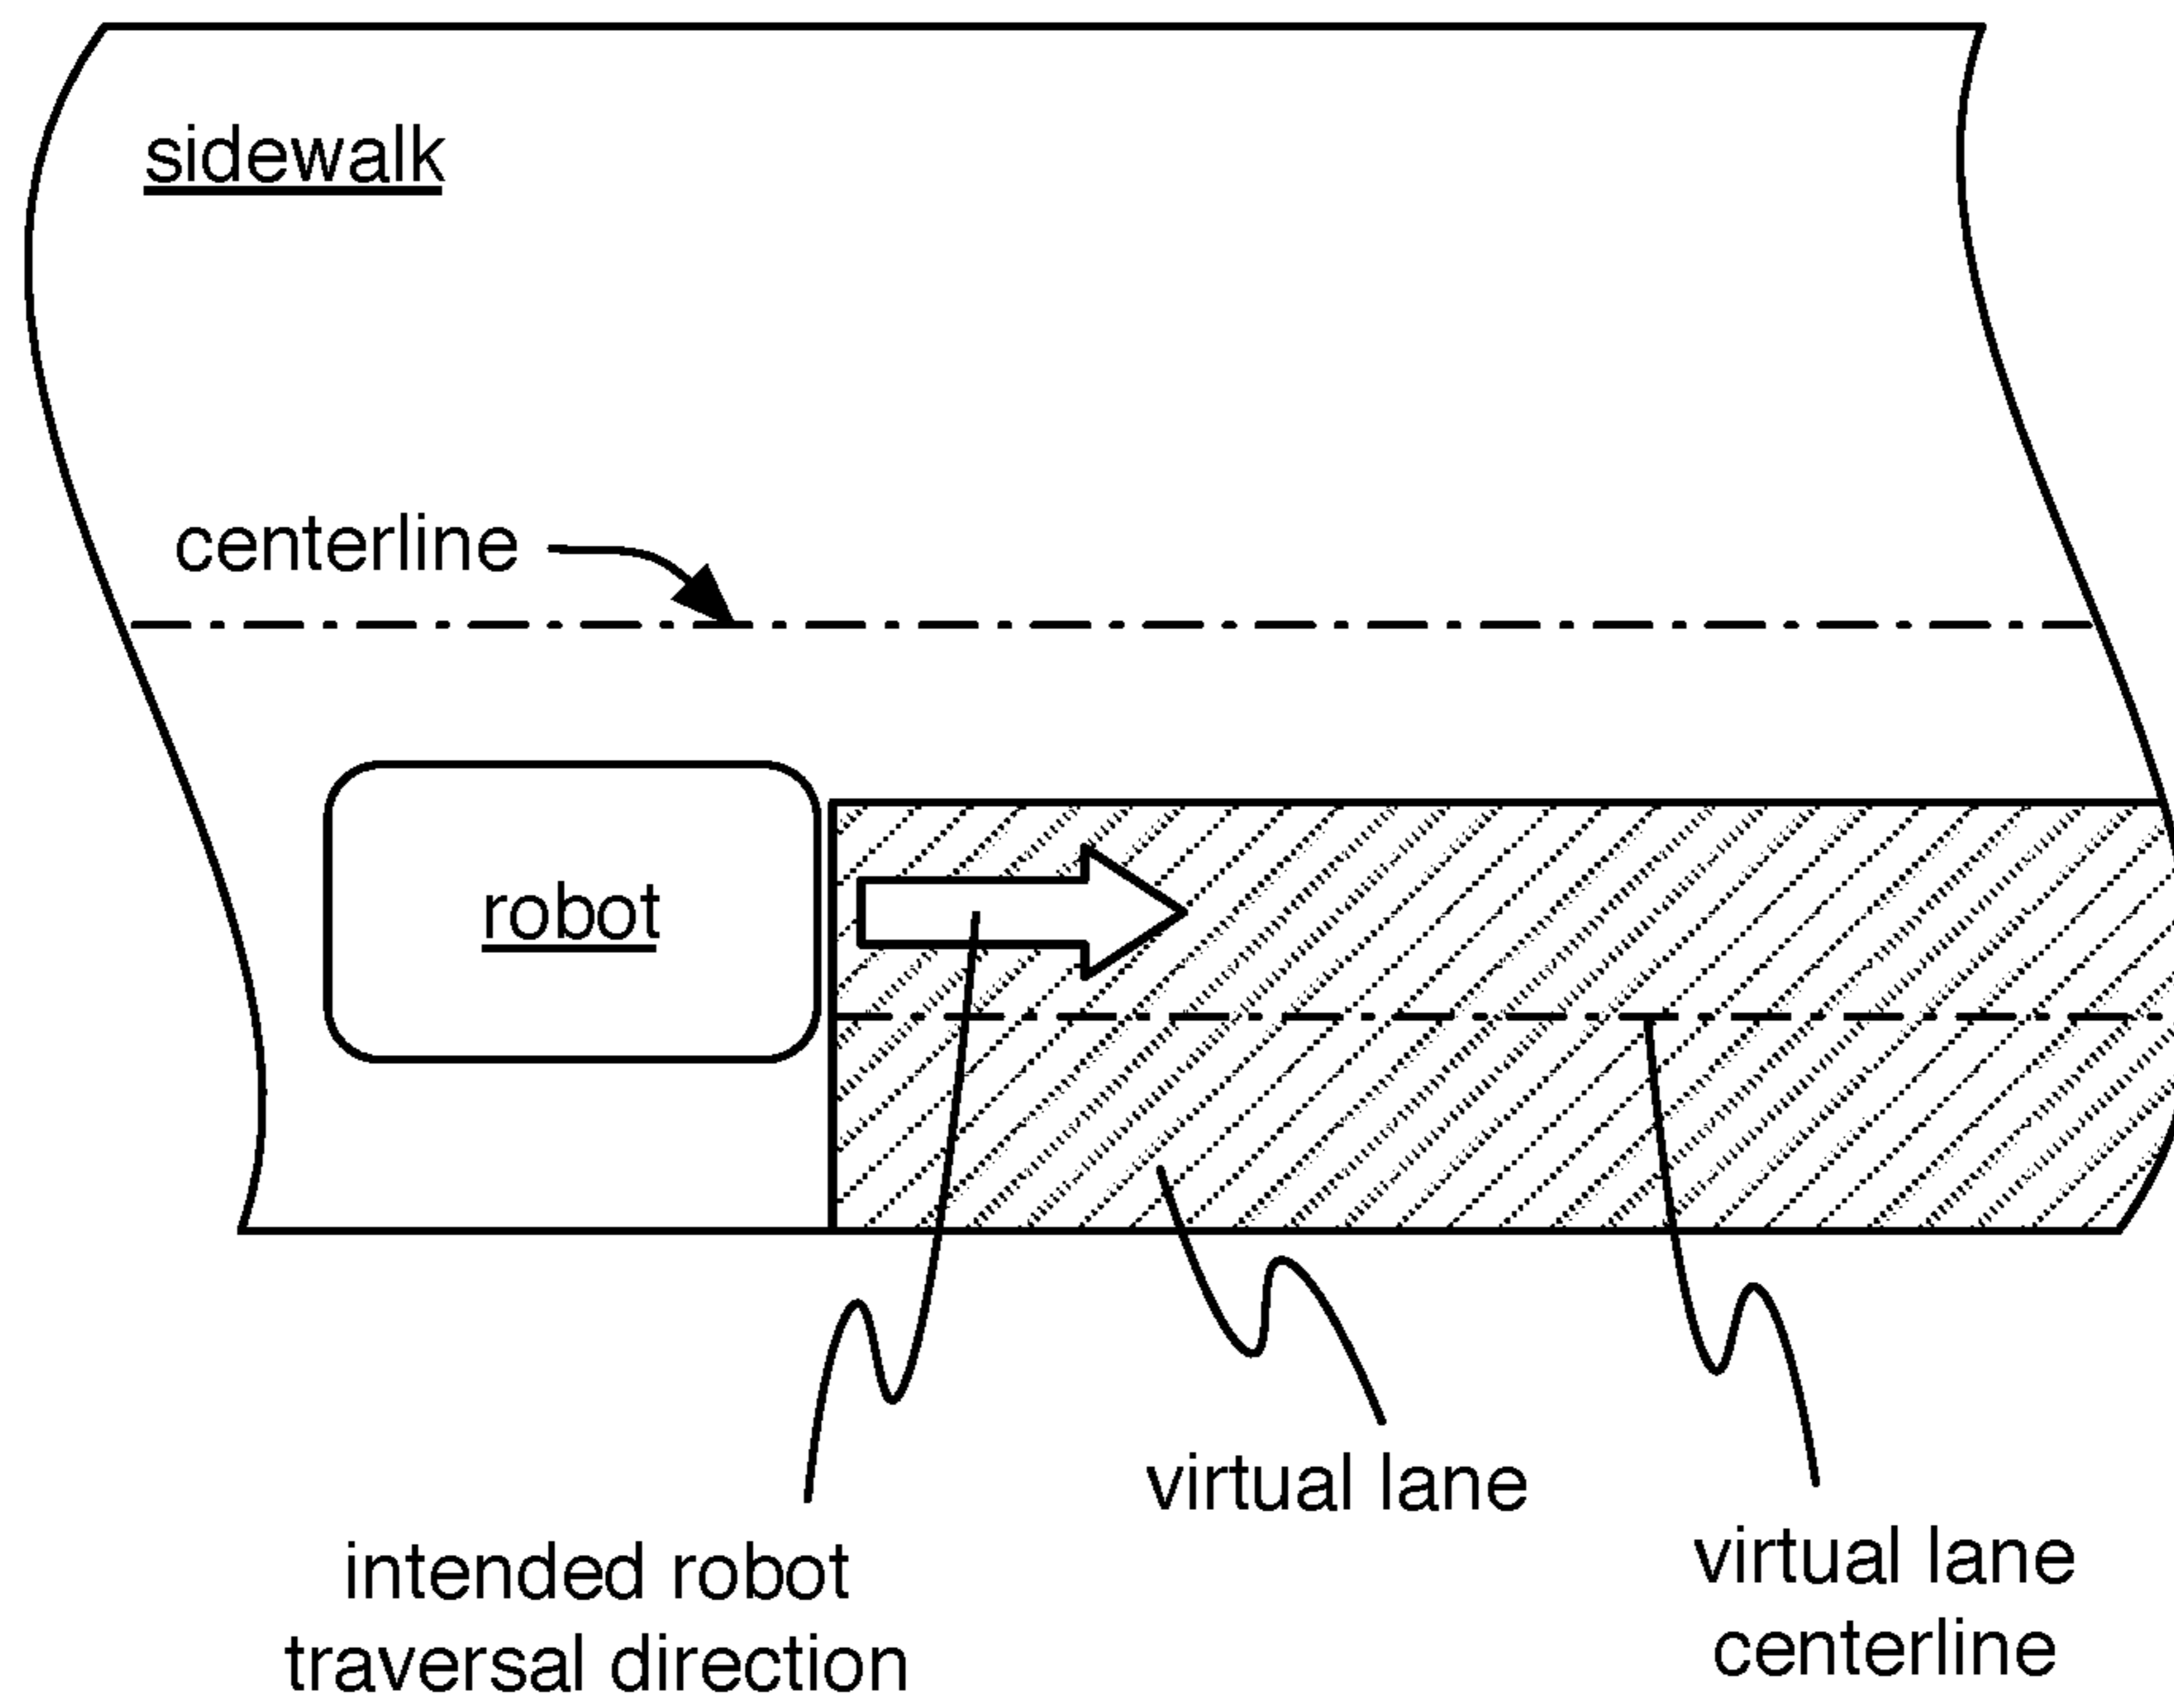 sidewalk
centerline
robot
virtual lane
intended robot
traversal direction
virtual lane
centerline